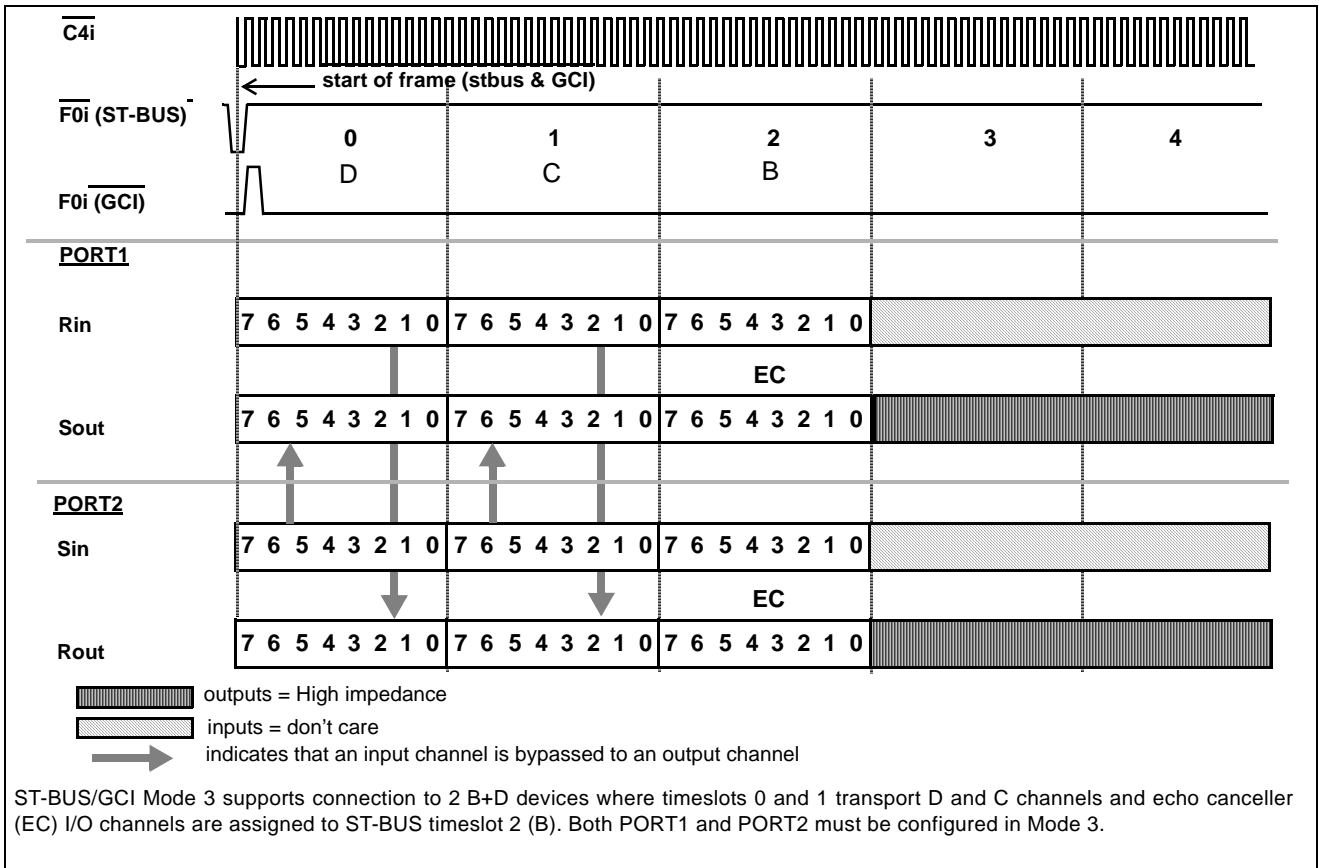 C4i
start of frame (stbus & GCI)
F0i (ST-BUS)
0 1 2 3 4
D C B
F0i (GCI)
PORT1
Rin 7 6 5 4 3 2 1 0 7 6 5 4 3 2 1 0 7 6 5 4 3 2 1 0
EC
Sout 7 6 5 4 3 2 1 0 7 6 5 4 3 2 1 0 7 6 5 4 3 2 1 0
PORT2
Sin 7 6 5 4 3 2 1 0 7 6 5 4 3 2 1 0 7 6 5 4 3 2 1 0
EC
Rout 7 6 5 4 3 2 1 0 7 6 5 4 3 2 1 0 7 6 5 4 3 2 1 0
outputs = High impedance
inputs = don’t care
indicates that an input channel is bypassed to an output channel
ST-BUS/GCI Mode 3 supports connection to 2 B+D devices where timeslots 0 and 1 transport D and C channels and echo canceller
(EC) I/O channels are assigned to ST-BUS timeslot 2 (B). Both PORT1 and PORT2 must be configured in Mode 3.